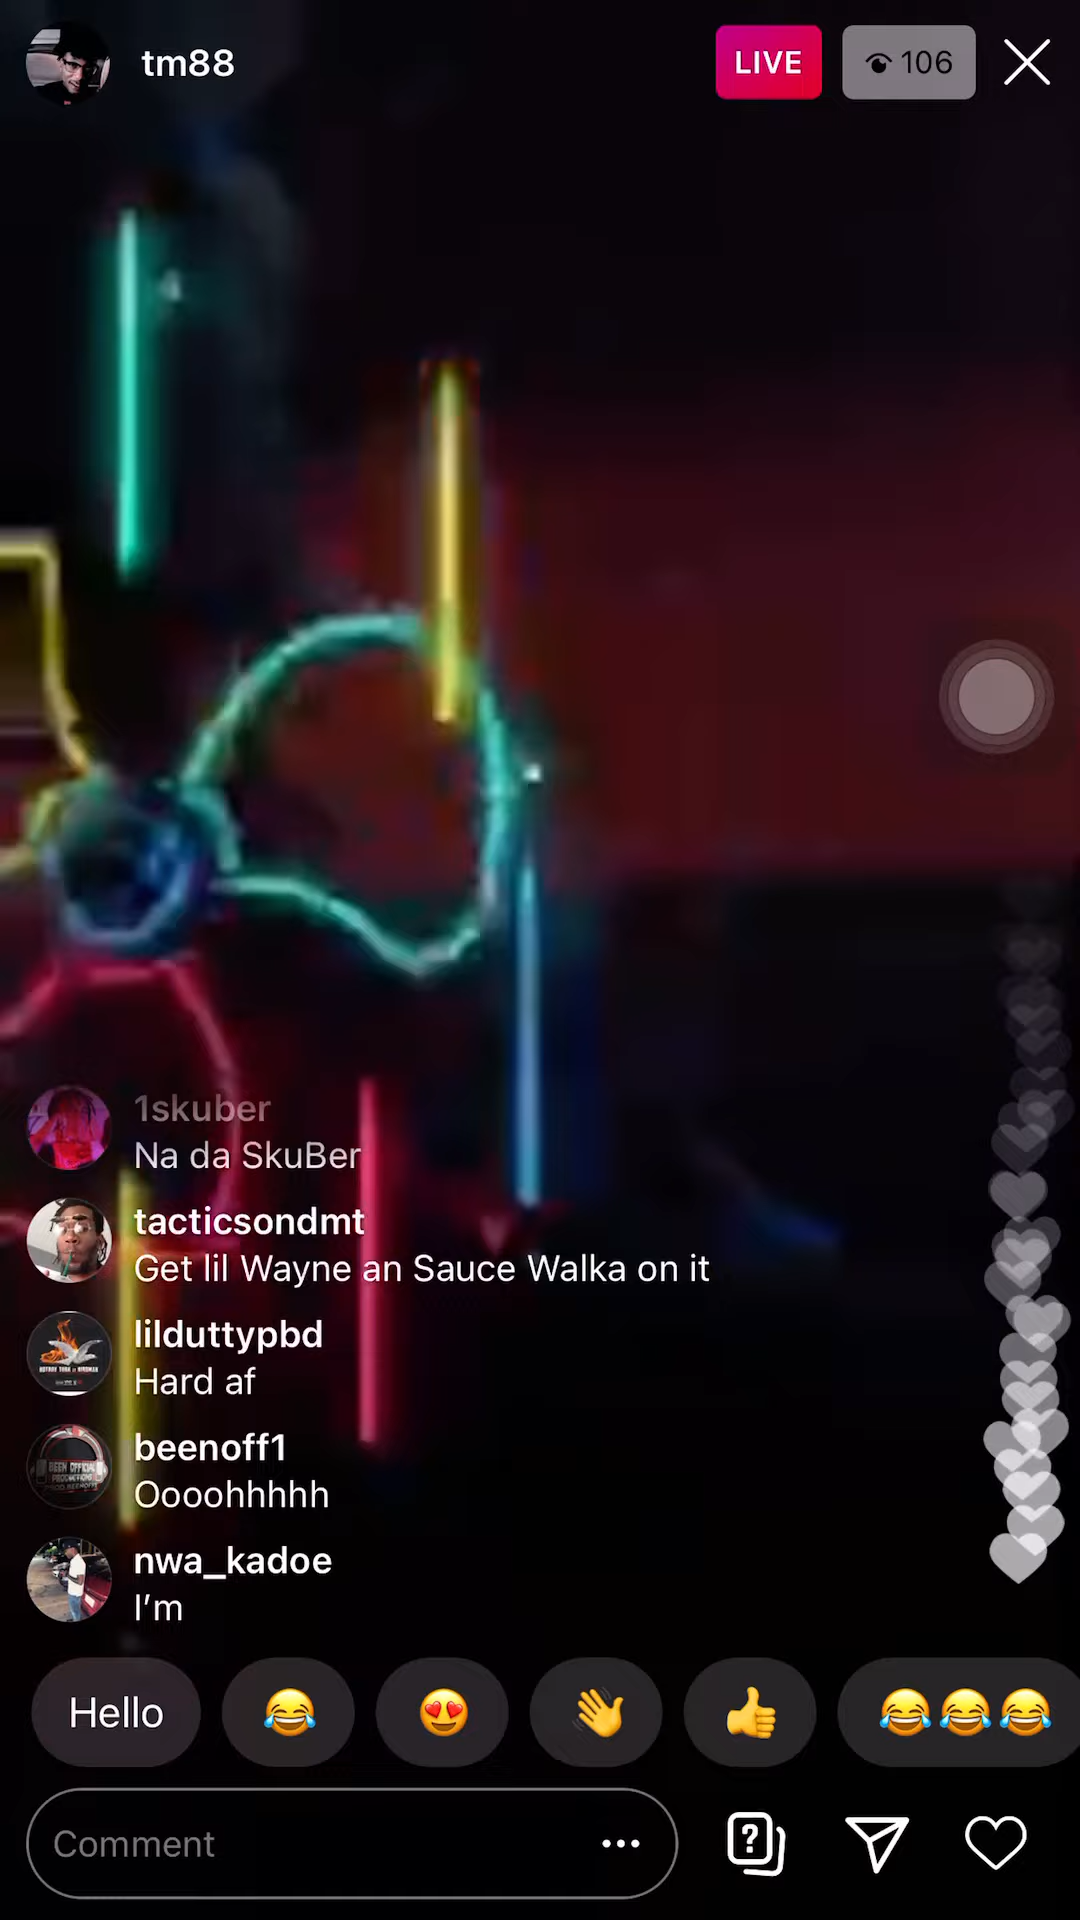 tm88
LIVE
106
1skuber
Na da SkuBer
tacticsondmt
Get lil Wayne an Sauce Walka on it
lilduttypbd
Hard af
beenoff1
Oooohhhhh
nwa_kadoe
I’m
Hello
😂
😍
👋
👍
😂😂😂
Comment